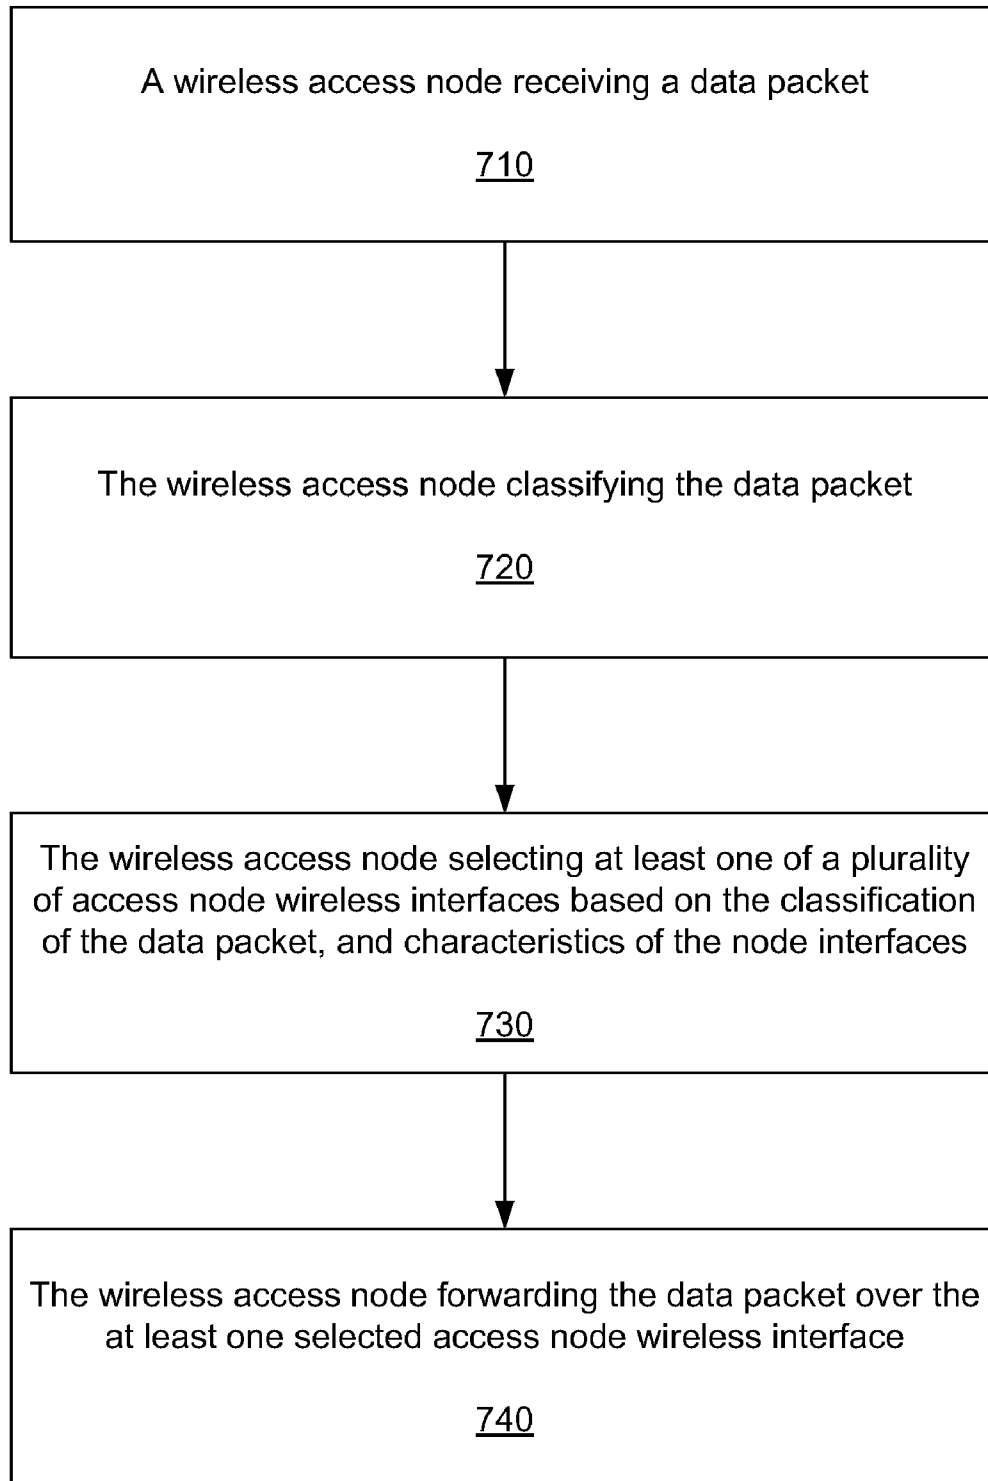 A wireless access node receiving a data packet
710
The wireless access node classifying the data packet
720
The wireless access node selecting at least one of a plurality
of access node wireless interfaces based on the classification
of the data packet, and characteristics of the node interfaces
730
The wireless access node forwarding the data packet over the
at least one selected access node wireless interface
740